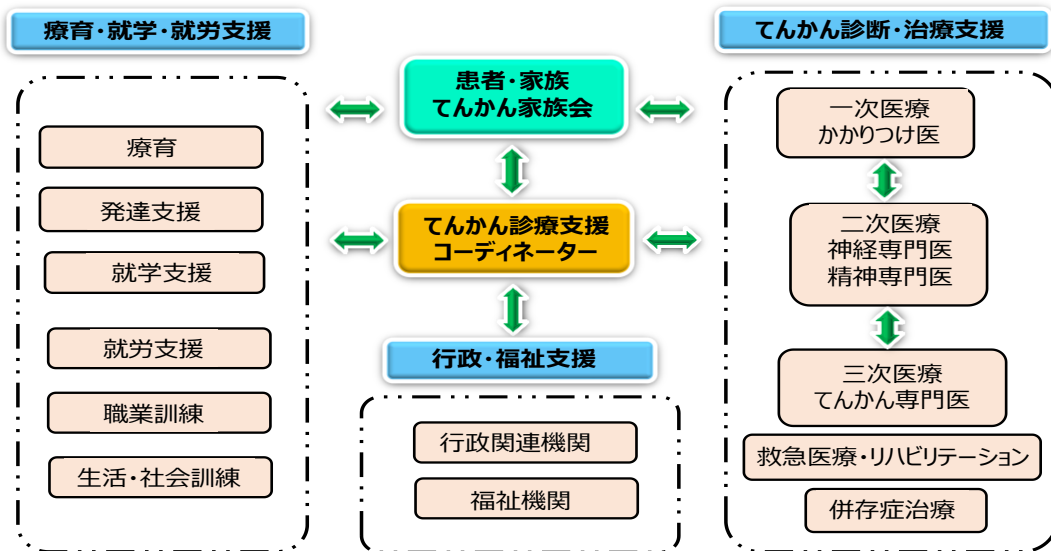 療育・就学・就労支援
療育
発達支援
就学支援
就労支援
職業訓練
生活・社会訓練
患者・家族
てんかん家族会
てんかん診療支援
コーディネーター
行政・福祉支援
行政関連機関
福祉機関
てんかん診断・治療支援
一次医療
かかりつけ医
二次医療
神経専門医
精神専門医
三次医療
てんかん専門医
救急医療・リハビリテーション
併存症治療